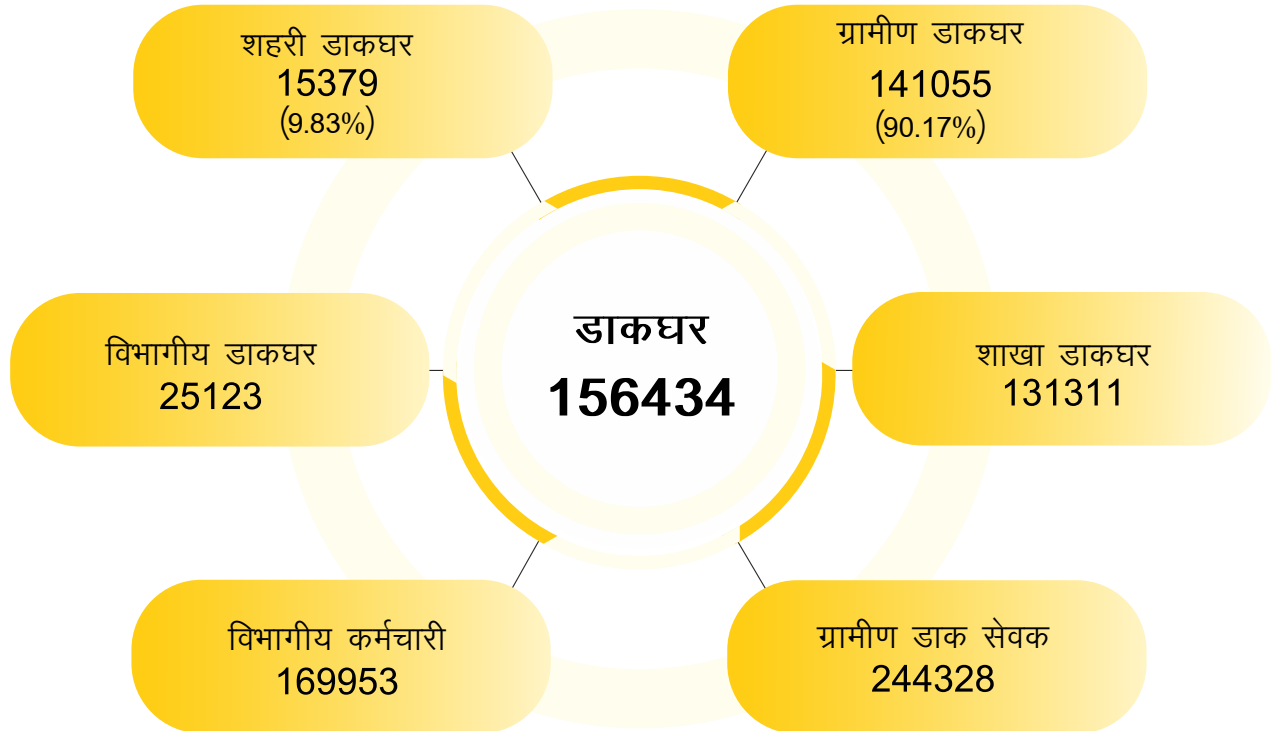 शहरी डाकघर
15379
(9.83%)
ग्रामीण डाकघर
141055
(90.17%)
विभागीय डाकघर
25123
डाकघर
156434
शाखा डाकघर
131311
विभागीय कर्मचारी
169953
ग्रामीण डाक सेवक
244328